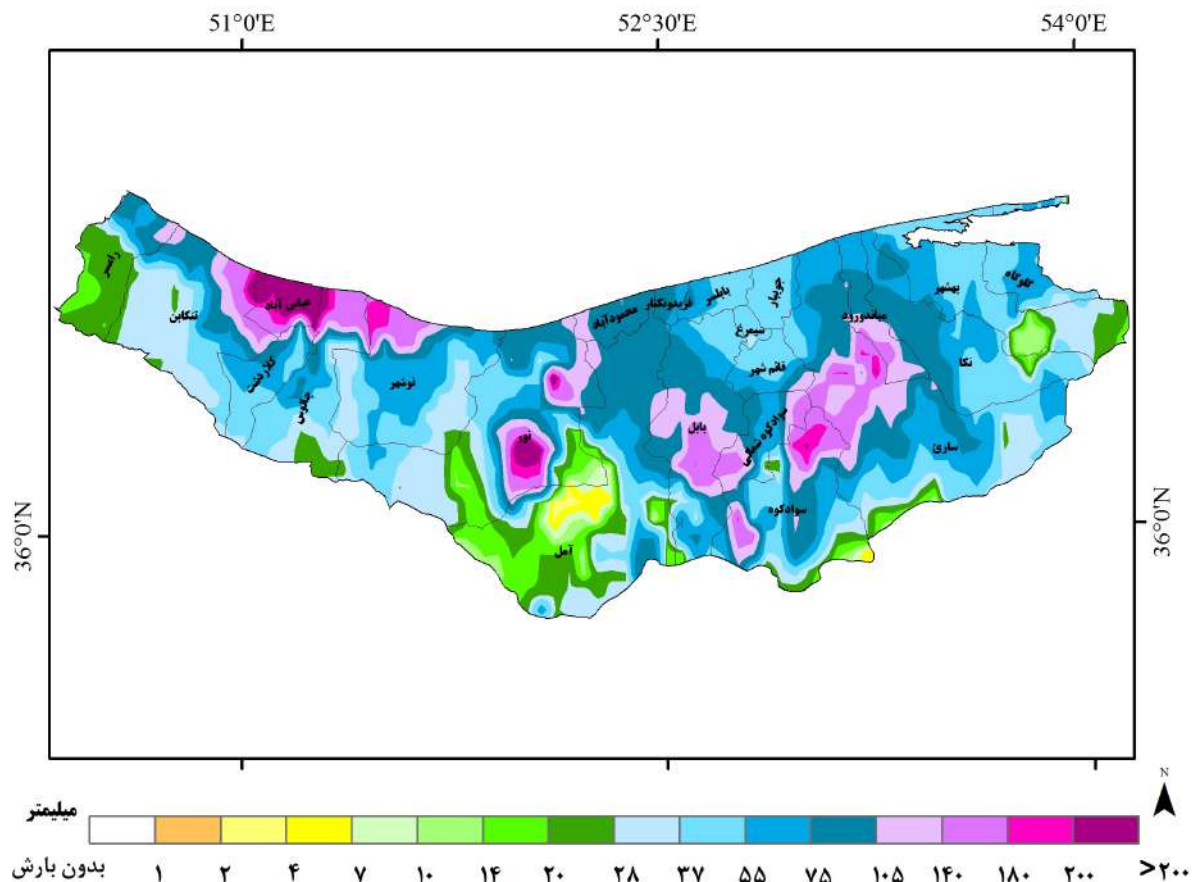 51°0'E 52°30'E 54°0'E
رامسر
تنکابن
عباس آباد
کلاردشت
چالوس
نوشهر
نور
آمل
محمودآباد
فریدونکنار
بابلسر
جویبار
سیمرغ
قائم شهر
بابل
سوادکوه شمالی
سوادکوه
میاندورود
بهشهر
گلوگاه
نکا
ساری
36°0'N 36°0'N
N
میلیمتر
بدون بارش ۱ ۲ ۴ ۷ ۱۰ ۱۴ ۲۰ ۲۸ ۳۷ ۵۵ ۷۵ ۱۰۵ ۱۴۰ ۱۸۰ ۲۰۰ >۲۰۰